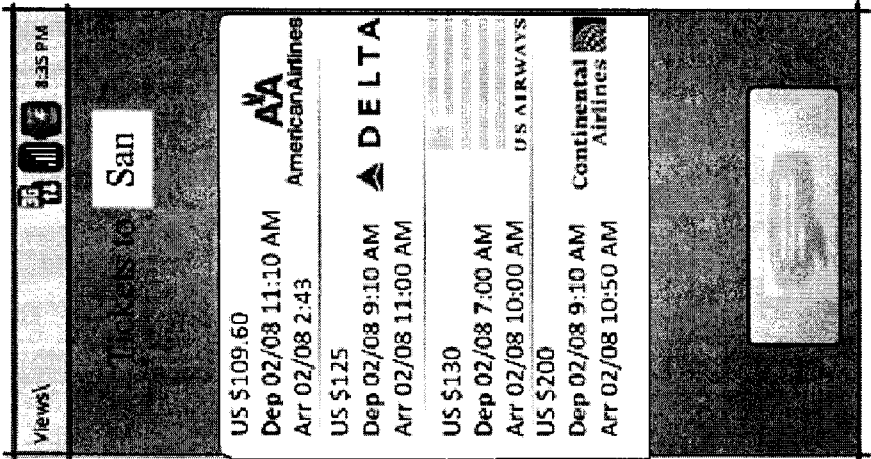 Views\ 8:35 PM
Tickets to San
US $109.60
Dep 02/08 11:10 AM
Arr 02/08 2:43
AmericanAirlines
US $125
Dep 02/08 9:10 AM
Arr 02/08 11:00 AM
DELTA
US $130
Dep 02/08 7:00 AM
Arr 02/08 10:00 AM
US AIRWAYS
US $200
Dep 02/08 9:10 AM
Arr 02/08 10:50 AM
Continental
Airlines